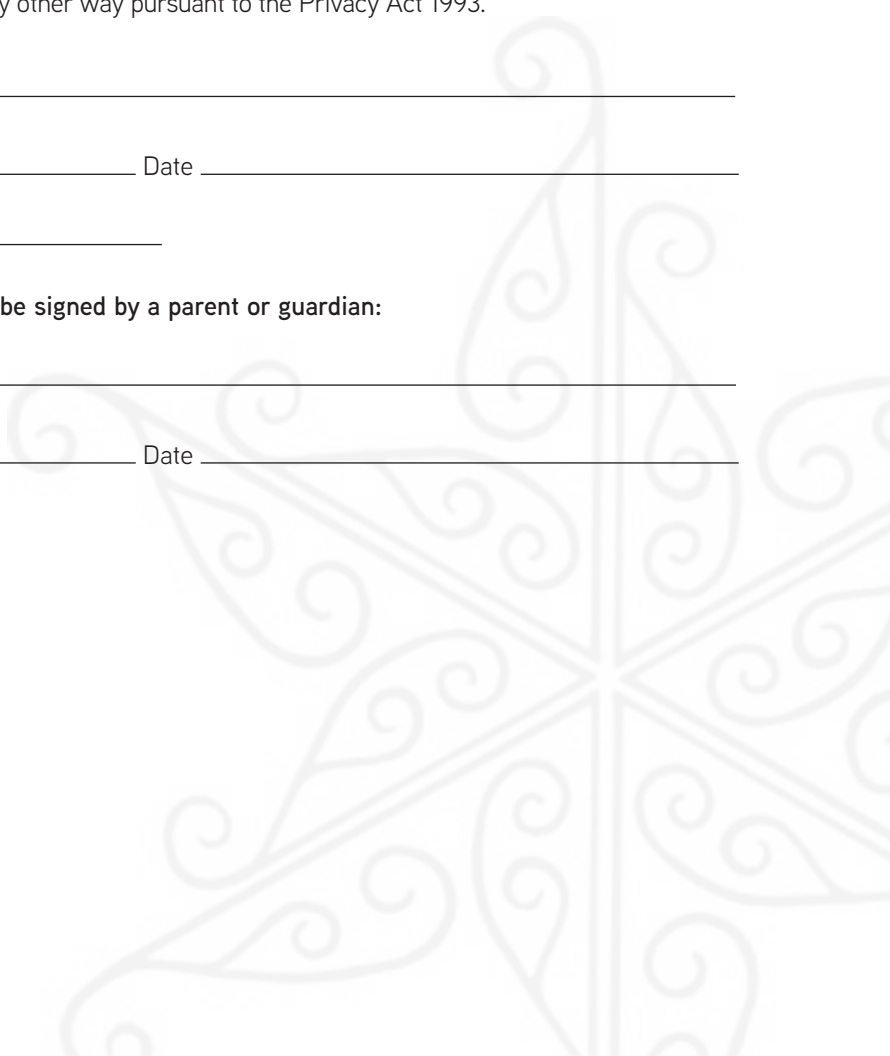 y other way pursuant to the Privacy Act 1993.
Date
be signed by a parent or guardian:
Date